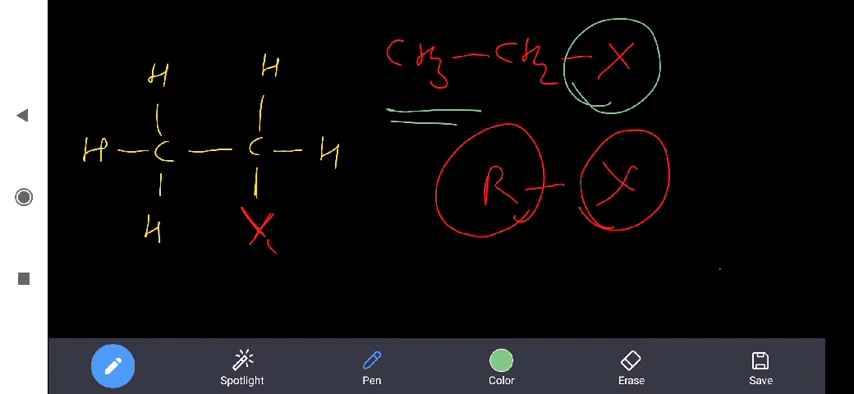 CH3—CH2—X
H H
H—C—C—H
H X
R—X
Spotlight Pen Color Erase Save